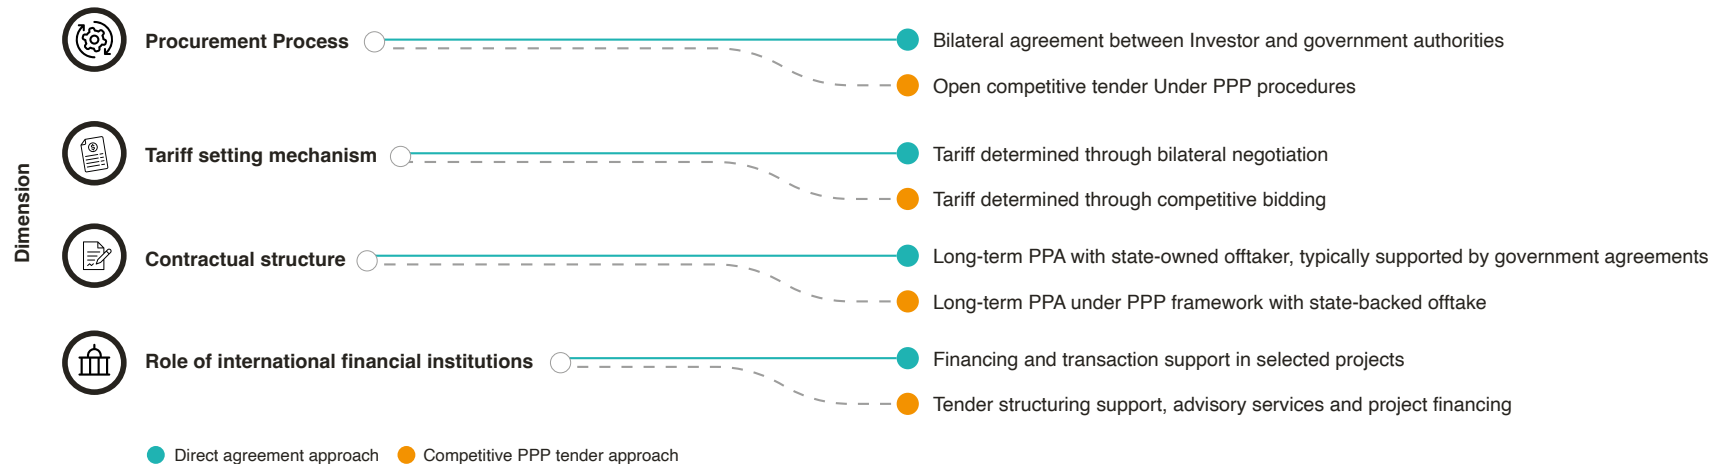 Dimension
Procurement Process
Bilateral agreement between Investor and government authorities
Open competitive tender Under PPP procedures
Tariff setting mechanism
Tariff determined through bilateral negotiation
Tariff determined through competitive bidding
Contractual structure
Long-term PPA with state-owned offtaker, typically supported by government agreements
Long-term PPA under PPP framework with state-backed offtake
Role of international financial institutions
Financing and transaction support in selected projects
Tender structuring support, advisory services and project financing
Direct agreement approach
Competitive PPP tender approach